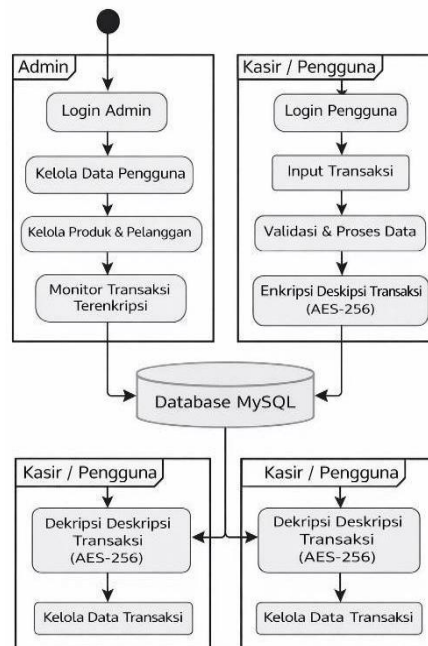 Admin
Login Admin
Kelola Data Pengguna
Kelola Produk & Pelanggan
Monitor Transaksi
Terenkripsi
Kasir / Pengguna
Login Pengguna
Input Transaksi
Validasi & Proses Data
Enkripsi Deskipsi Transaksi
(AES-256)
Database MySQL
Kasir / Pengguna
Dekripsi Deskripsi
Transaksi
(AES-256)
Kelola Data Transaksi
Kasir / Pengguna
Dekripsi Deskripsi
Transaksi
(AES-256)
Kelola Data Transaksi